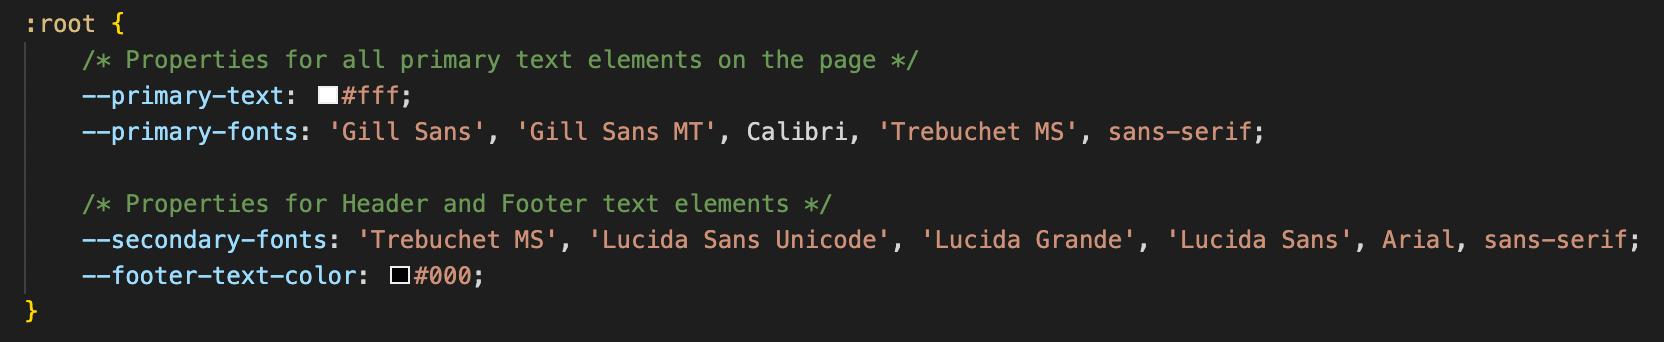 :root {
/* Properties for all primary text elements on the page */
--primary-text: #fff;
--primary-fonts: 'Gill Sans', 'Gill Sans MT', Calibri, 'Trebuchet MS', sans-serif;
/* Properties for Header and Footer text elements */
--secondary-fonts: 'Trebuchet MS', 'Lucida Sans Unicode', 'Lucida Grande', 'Lucida Sans', Arial, sans-serif;
--footer-text-color: #000;
}